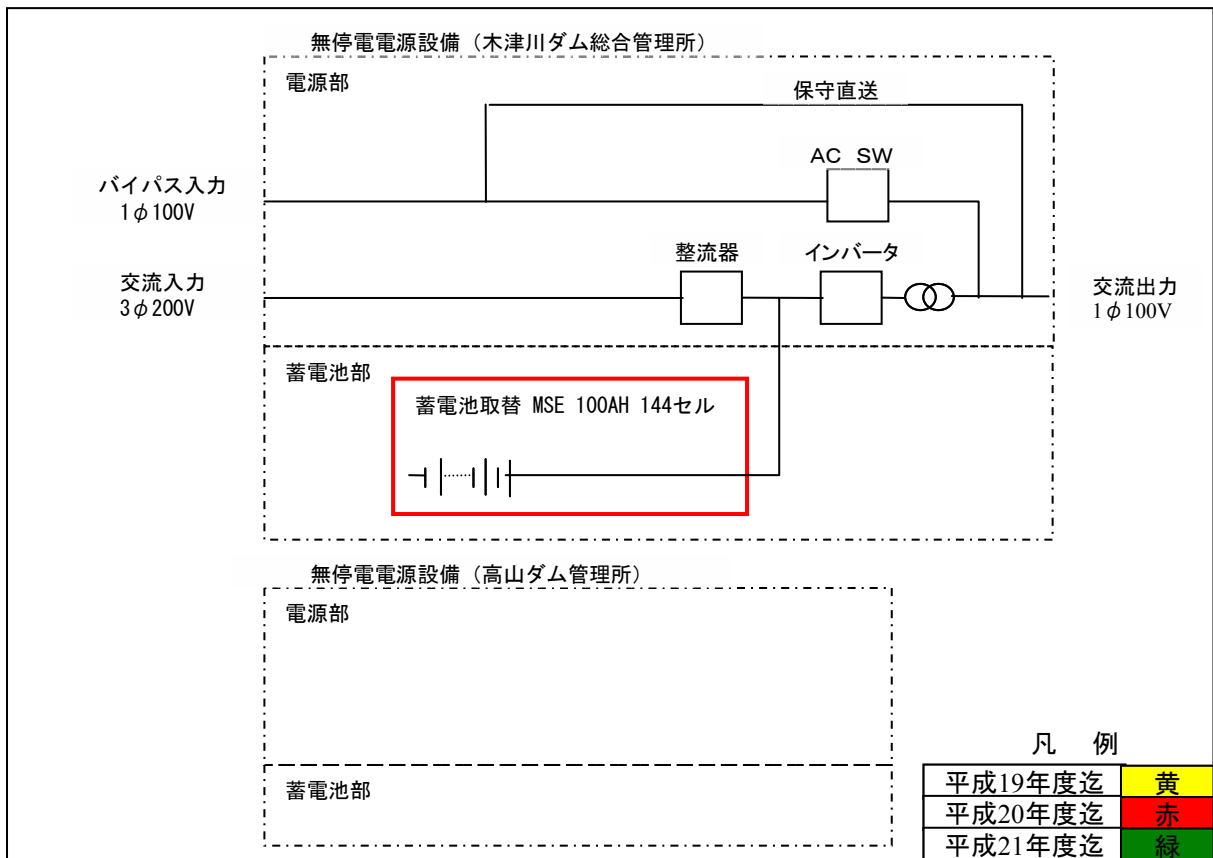 無停電電源設備（木津川ダム総合管理所）
電源部
保守直送
AC SW
バイパス入力
1φ100V
整流器
インバータ
交流入力
3φ200V
交流出力
1φ100V
蓄電池部
蓄電池取替 MSE 100AH 144セル
無停電電源設備（高山ダム管理所）
電源部
蓄電池部
凡 例
平成19年度迄 黄
平成20年度迄 赤
平成21年度迄 緑